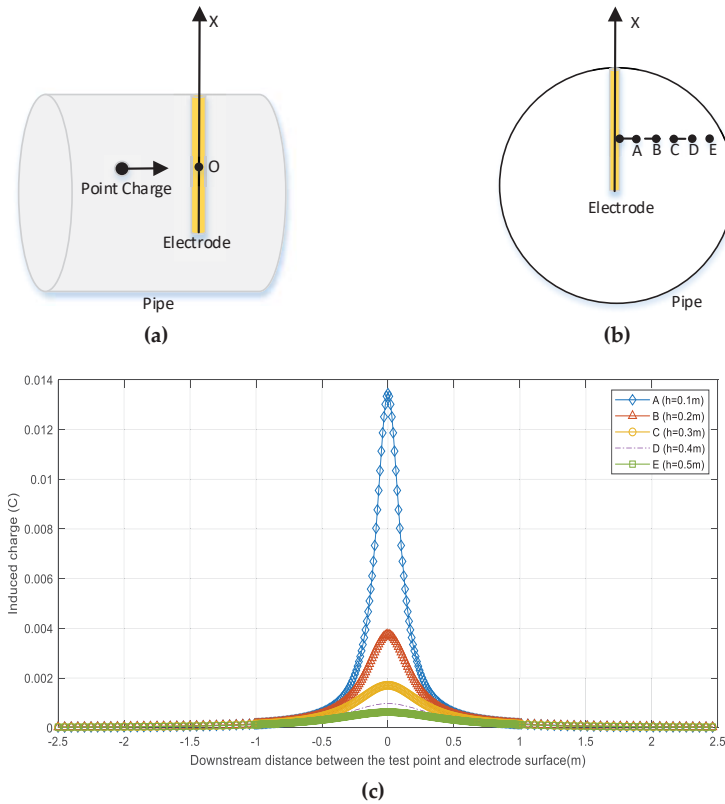 X
O
Point Charge
Electrode
Pipe
(a)
X
A B C D E
Electrode
Pipe
(b)
0.014
0.012
0.01
0.008
0.006
0.004
0.002
0
Induced charge (C)
A (h=0.1m)
B (h=0.2m)
C (h=0.3m)
D (h=0.4m)
E (h=0.5m)
-2.5 -2 -1.5 -1 -0.5 0 0.5 1 1.5 2 2.5
Downstream distance between the test point and electrode surface(m)
(c)